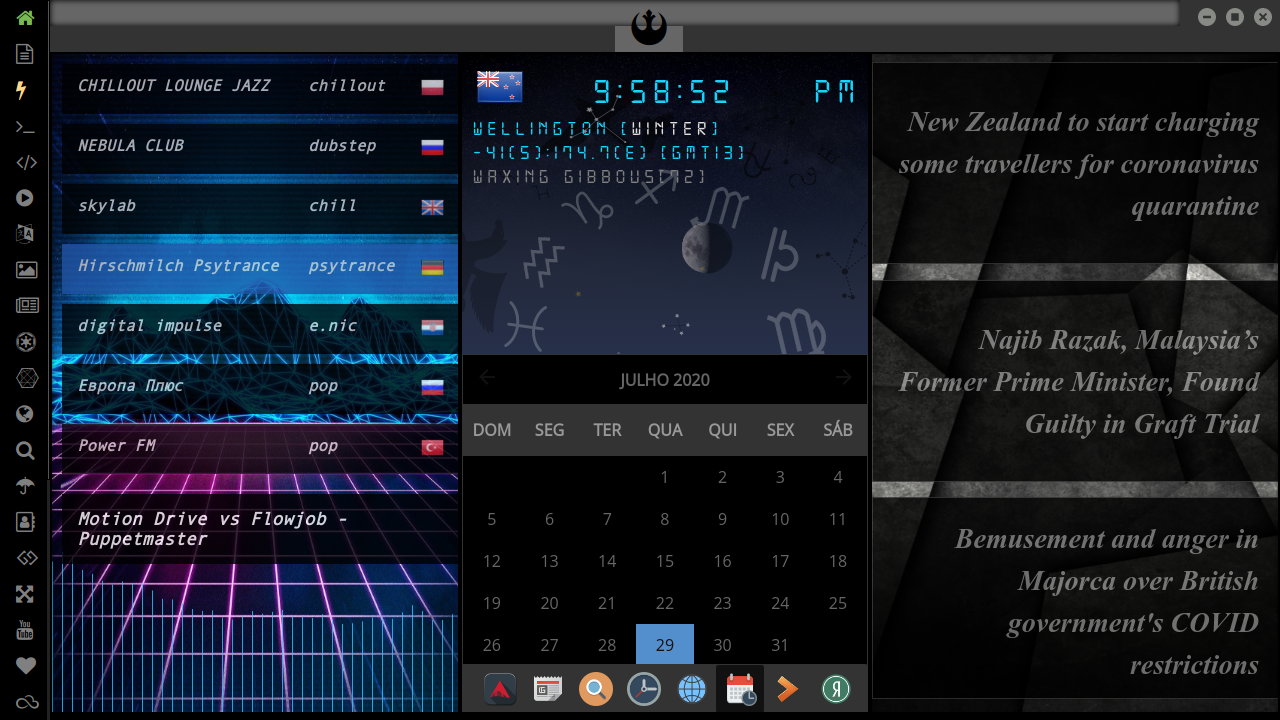 CHILLOUT LOUNGE JAZZ chillout
NEBULA CLUB dubstep
skylab chill
Hirschmilch Psytrance psytrance
digital impulse e.nic
Европа Плюс pop
Power FM pop
Motion Drive vs Flowjob -
Puppetmaster
9:58:52 PM
WELLINGTON [WINTER]
-41(S):174.7(E) [GMT13]
WAXING GIBBOUS[72]
JULHO 2020
DOM SEG TER QUA QUI SEX SÁB
1 2 3 4
5 6 7 8 9 10 11
12 13 14 15 16 17 18
19 20 21 22 23 24 25
26 27 28 29 30 31
New Zealand to start charging
some travellers for coronavirus
quarantine
Najib Razak, Malaysia’s
Former Prime Minister, Found
Guilty in Graft Trial
Bemusement and anger in
Majorca over British
government's COVID
restrictions
You
Tube
Я